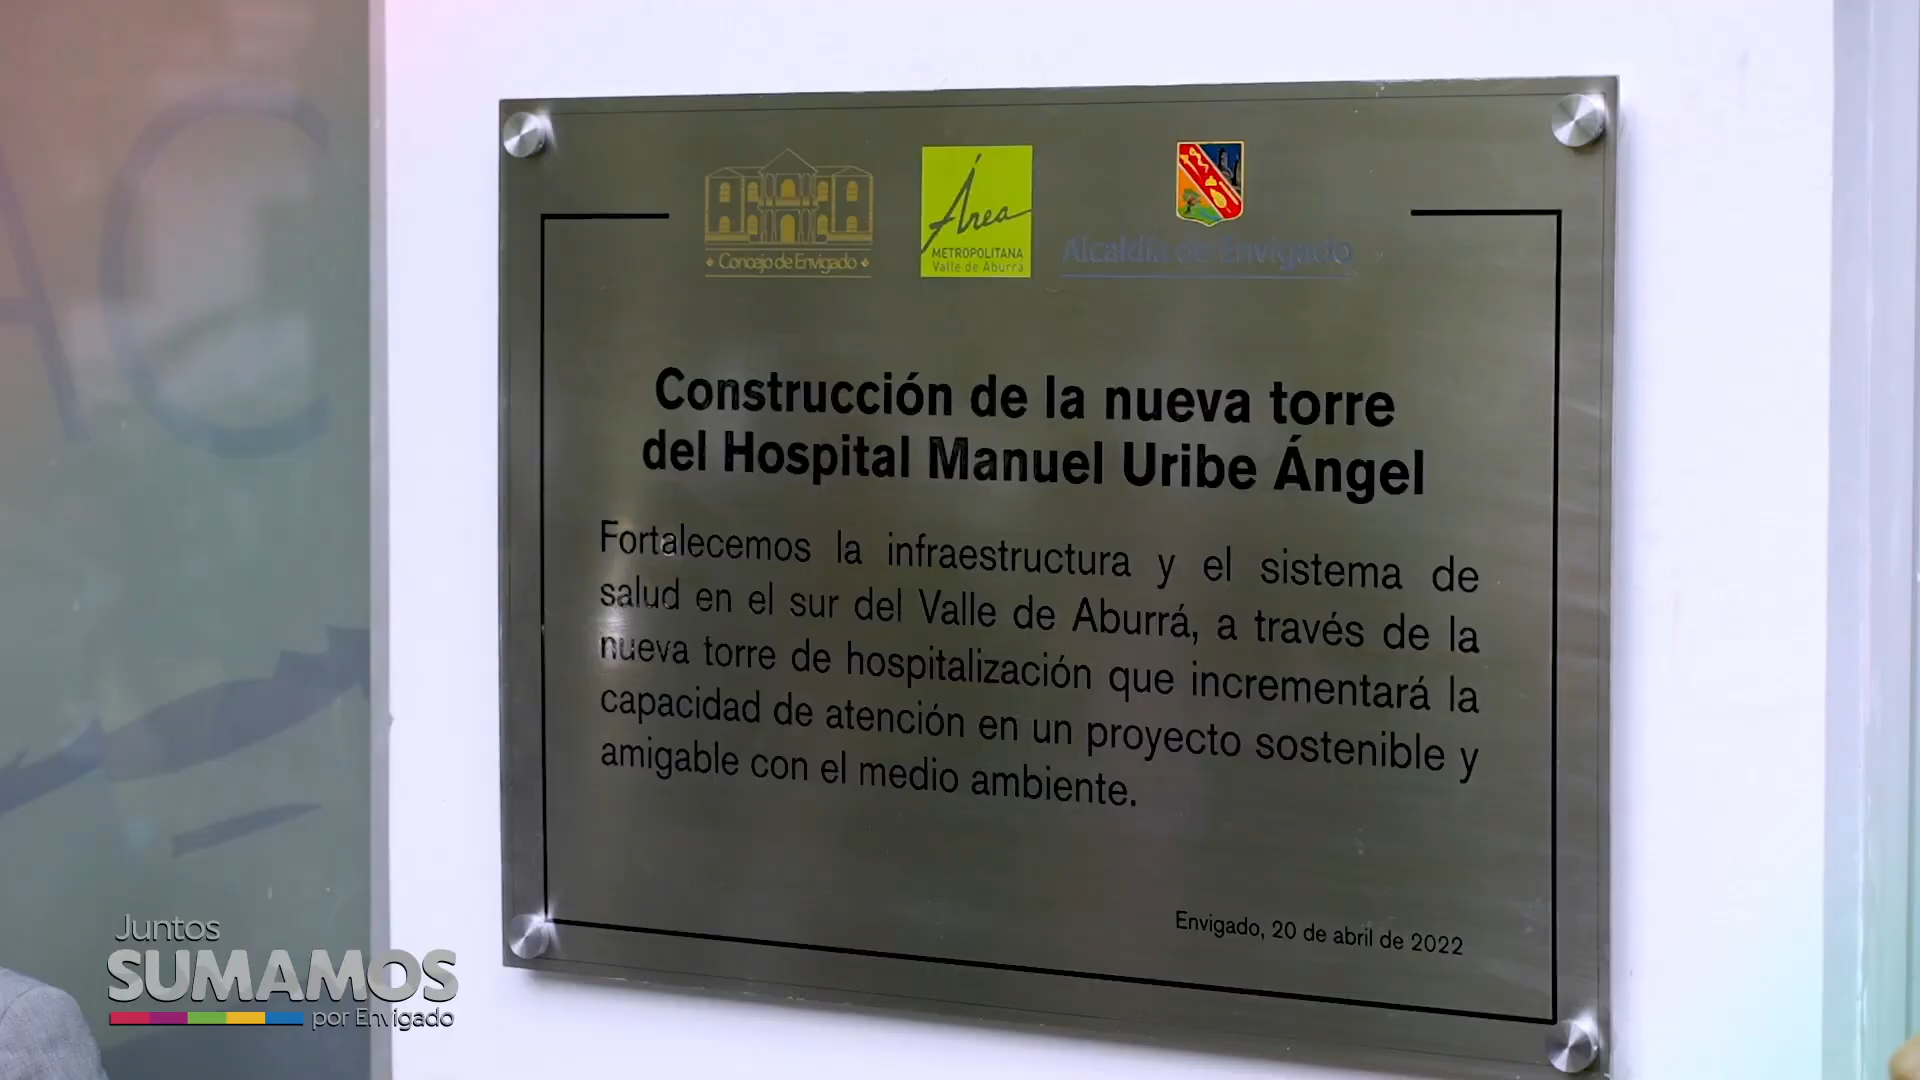 Concejo de Envigado
Área
METROPOLITANA
Valle de Aburrá
Alcaldía de Envigado
Construcción de la nueva torre
del Hospital Manuel Uribe Ángel
Fortalecemos la infraestructura y el sistema de
salud en el sur del Valle de Aburrá, a través de la
nueva torre de hospitalización que incrementará la
capacidad de atención en un proyecto sostenible y
amigable con el medio ambiente.
Envigado, 20 de abril de 2022
Juntos
SUMAMOS
por Envigado